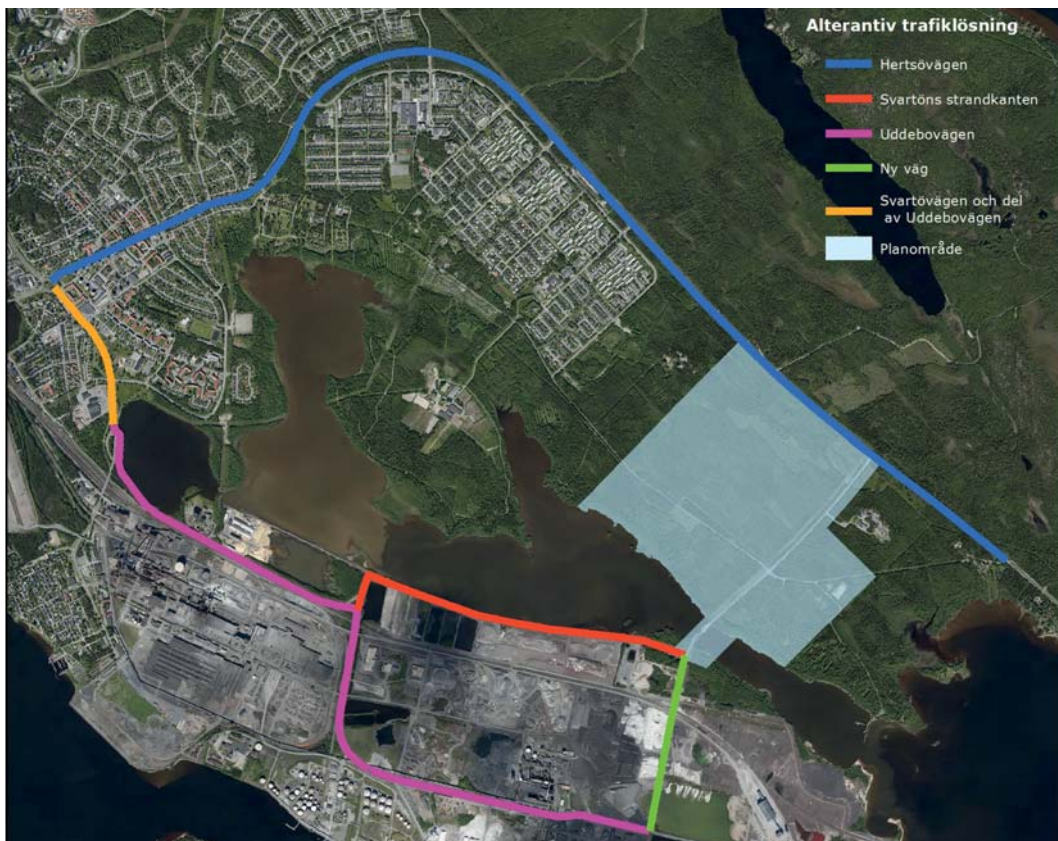 Alterantiv trafiklösning
Hertsövägen
Svartöns strandkanten
Uddebovägen
Ny väg
Svartövägen och del
av Uddebovägen
Planområde